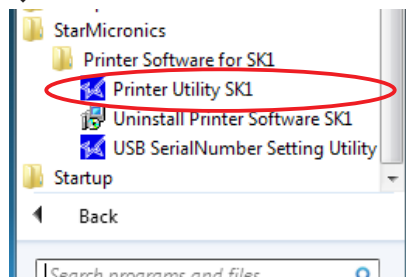 StarMicronics
Printer Software for SK1
Printer Utility SK1
Uninstall Printer Software SK1
USB SerialNumber Setting Utility
Startup
Back
Search programs and files